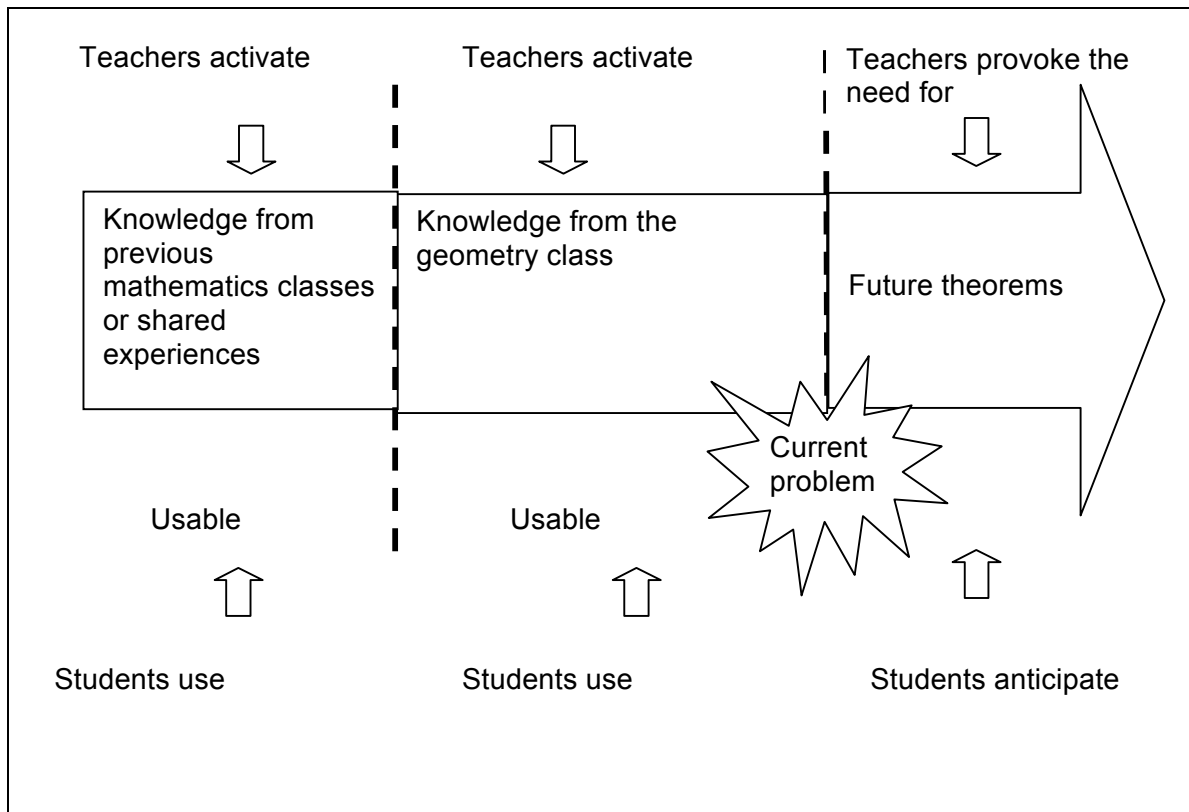 Teachers activate
Teachers activate
Teachers provoke the
need for
Knowledge from
previous
mathematics classes
or shared
experiences
Knowledge from the
geometry class
Future theorems
Current
problem
Usable
Usable
Students use
Students use
Students anticipate